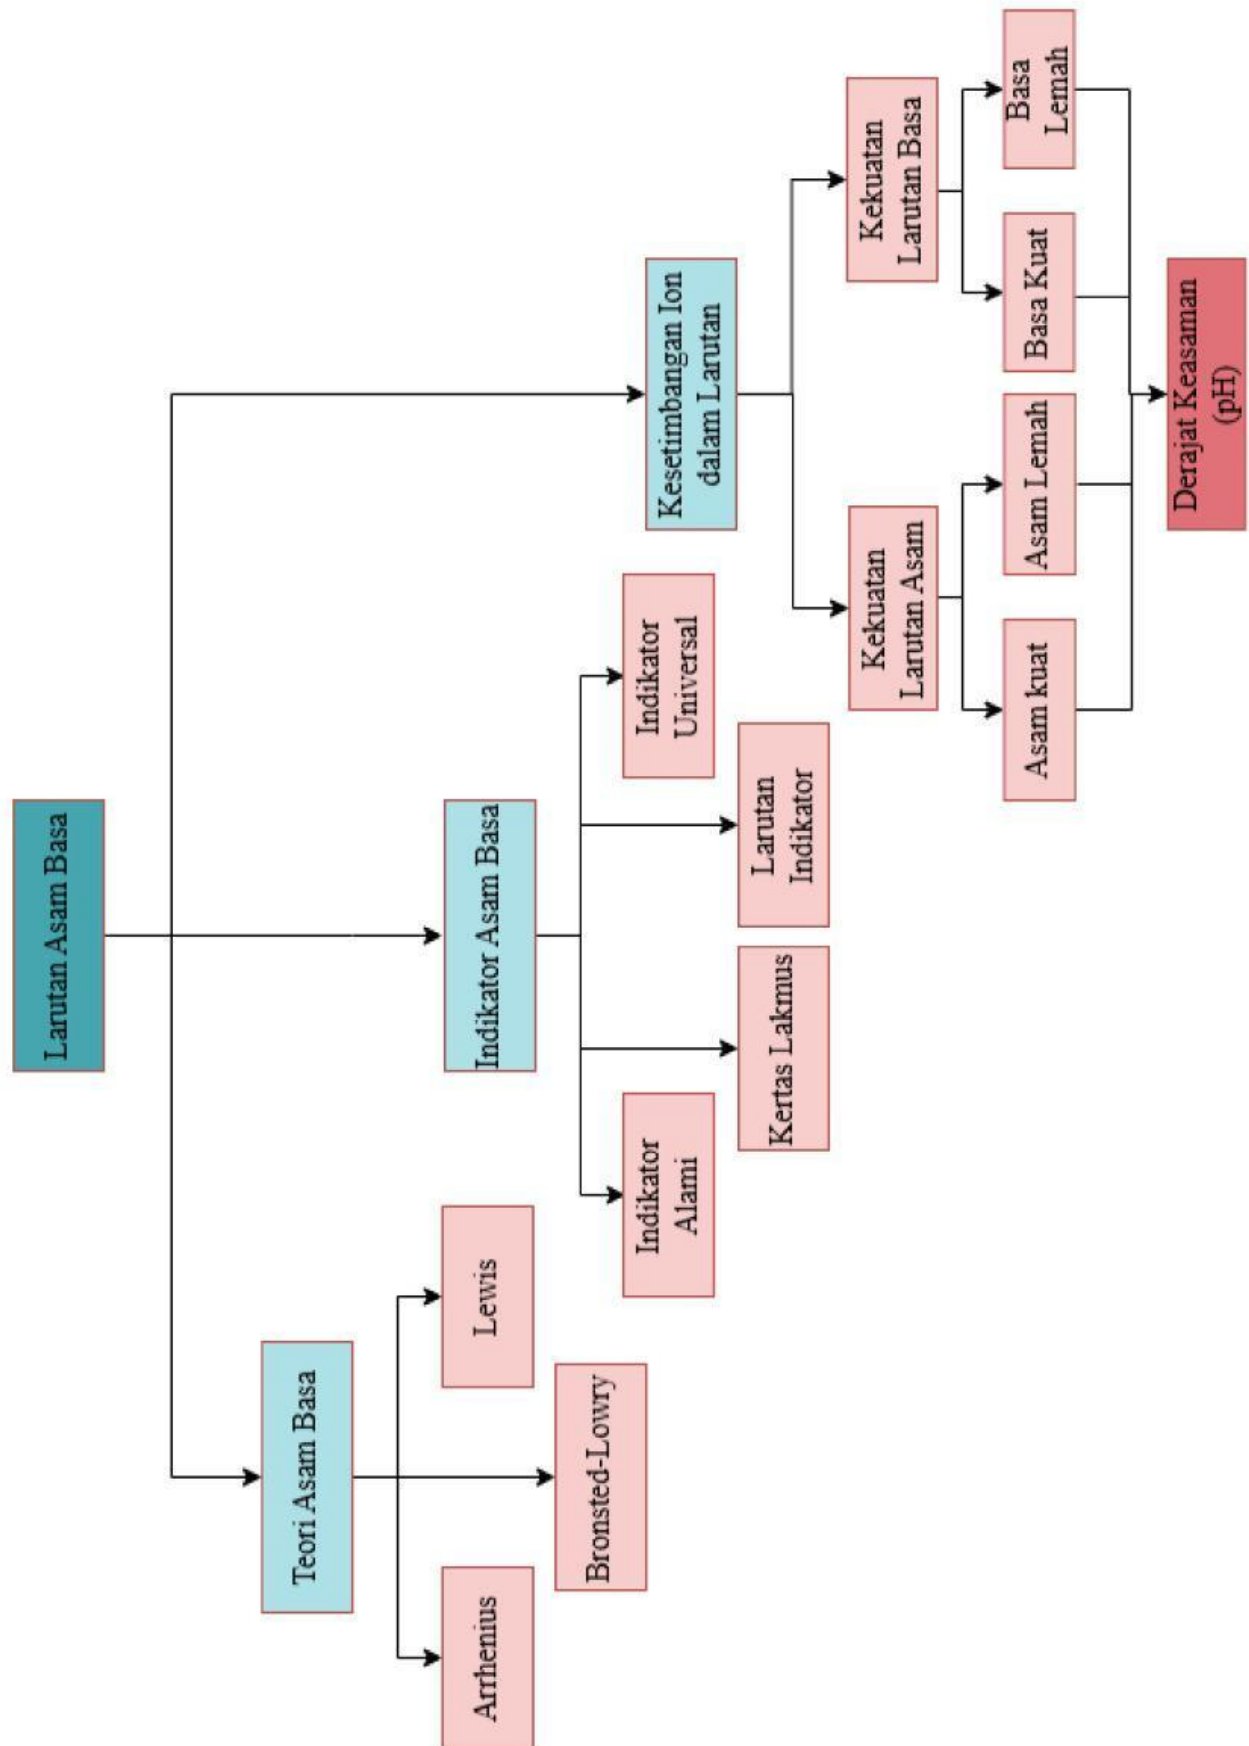 Larutan Asam Basa
Teori Asam Basa
Arrhenius
Bronsted-Lowry
Lewis
Indikator Asam Basa
Indikator
Alami
Kertas Lakmus
Larutan
Indikator
Indikator
Universal
Kesetimbangan Ion
dalam Larutan
Kekuatan
Larutan Asam
Kekuatan
Larutan Basa
Asam kuat
Asam Lemah
Basa Kuat
Basa
Lemah
Derajat Keasaman
(pH)